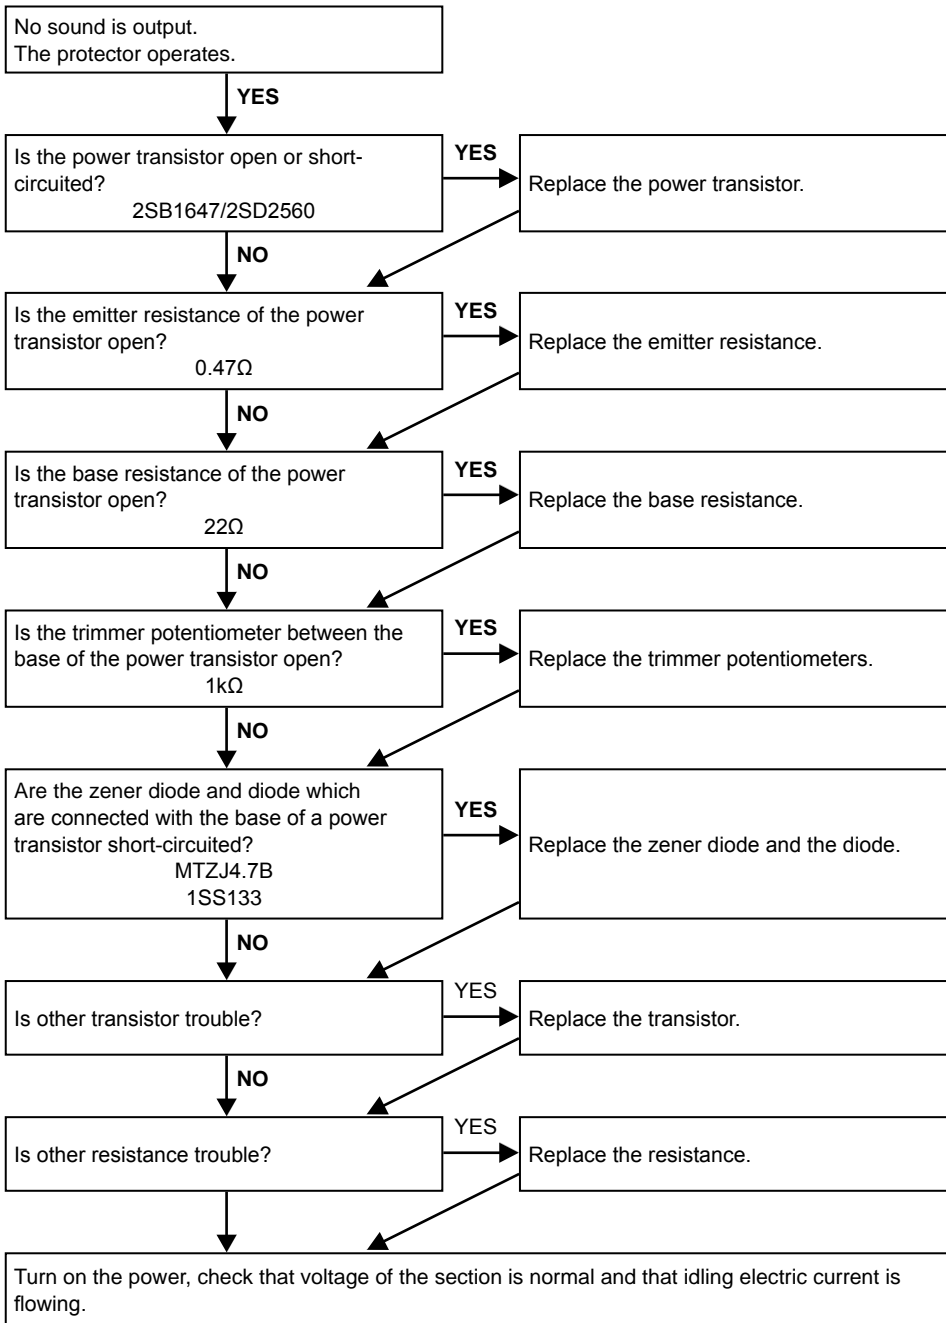 No sound is output.
The protector operates.
YES
Is the power transistor open or short-
circuited?
2SB1647/2SD2560
YES
Replace the power transistor.
NO
Is the emitter resistance of the power
transistor open?
0.47Ω
YES
Replace the emitter resistance.
NO
Is the base resistance of the power
transistor open?
22Ω
YES
Replace the base resistance.
NO
Is the trimmer potentiometer between the
base of the power transistor open?
1kΩ
YES
Replace the trimmer potentiometers.
NO
Are the zener diode and diode which
are connected with the base of a power
transistor short-circuited?
MTZJ4.7B
1SS133
YES
Replace the zener diode and the diode.
NO
Is other transistor trouble?
YES
Replace the transistor.
NO
Is other resistance trouble?
YES
Replace the resistance.
Turn on the power, check that voltage of the section is normal and that idling electric current is
flowing.